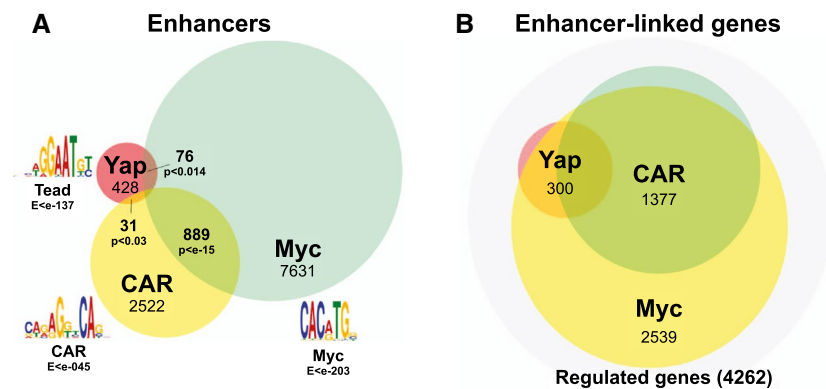 A
Enhancers
B
Enhancer-linked genes
Yap
428
76
p<0.014
Tead
E<e-137
31
p<0.03
889
p<e-15
Myc
7631
CAR
2522
CACATG
CAR
E<e-045
Myc
E<e-203
Yap
300
CAR
1377
Myc
2539
Regulated genes (4262)